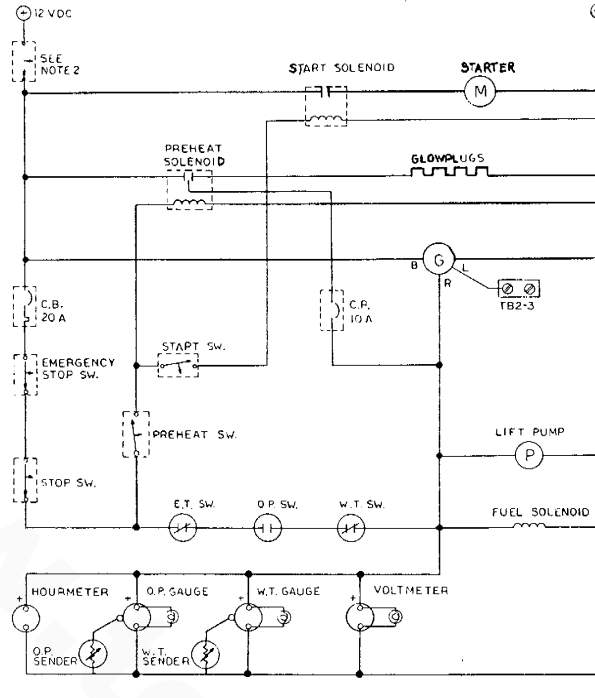 12 VDC
SEE
NOTE 2
START SOLENOID
STARTER
M
PREHEAT
SOLENOID
GLOWPLUGS
B
G
L
R
TB2-3
C.B.
20 A
C.B.
10 A
START SW.
EMERGENCY
STOP SW.
PREHEAT SW.
LIFT PUMP
P
STOP SW.
E.T. SW.
O.P. SW.
W.T. SW.
FUEL SOLENOID
HOURMETER
O.P. GAUGE
W.T. GAUGE
VOLTMETER
O.P.
SENDER
W.T.
SENDER